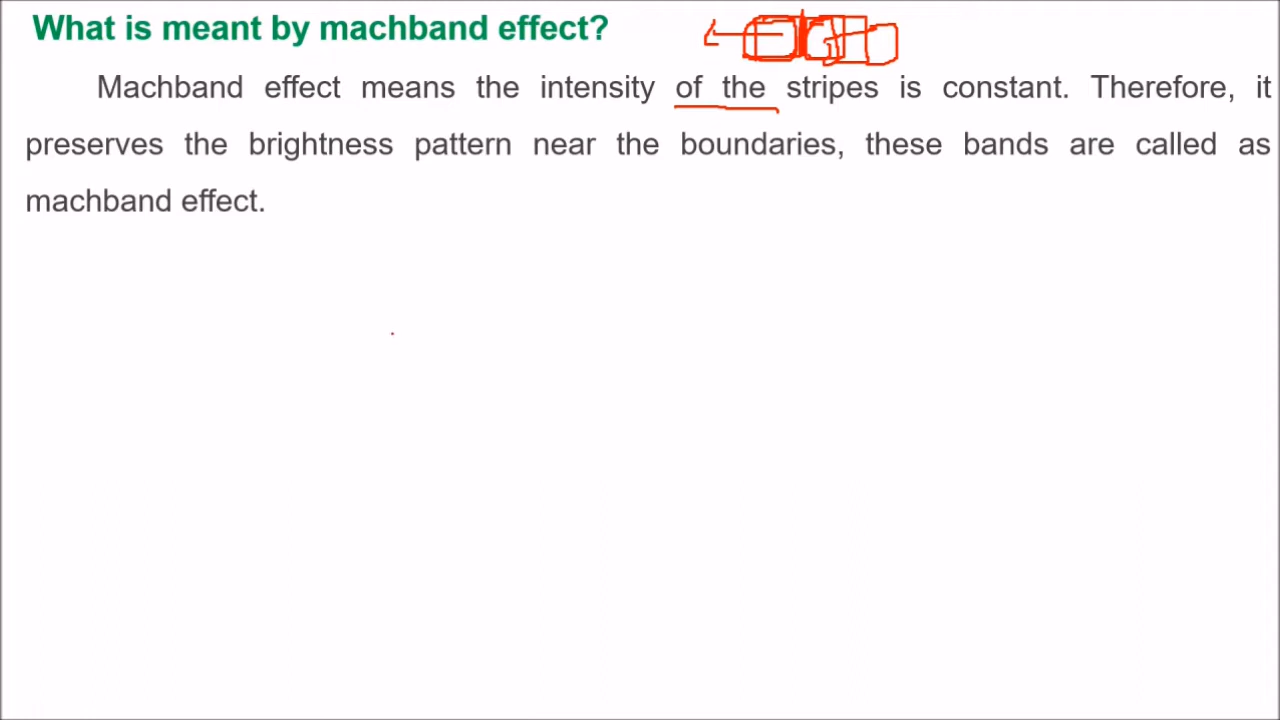 What is meant by machband effect?
Machband effect means the intensity of the stripes is constant. Therefore, it
preserves the brightness pattern near the boundaries, these bands are called as
machband effect.